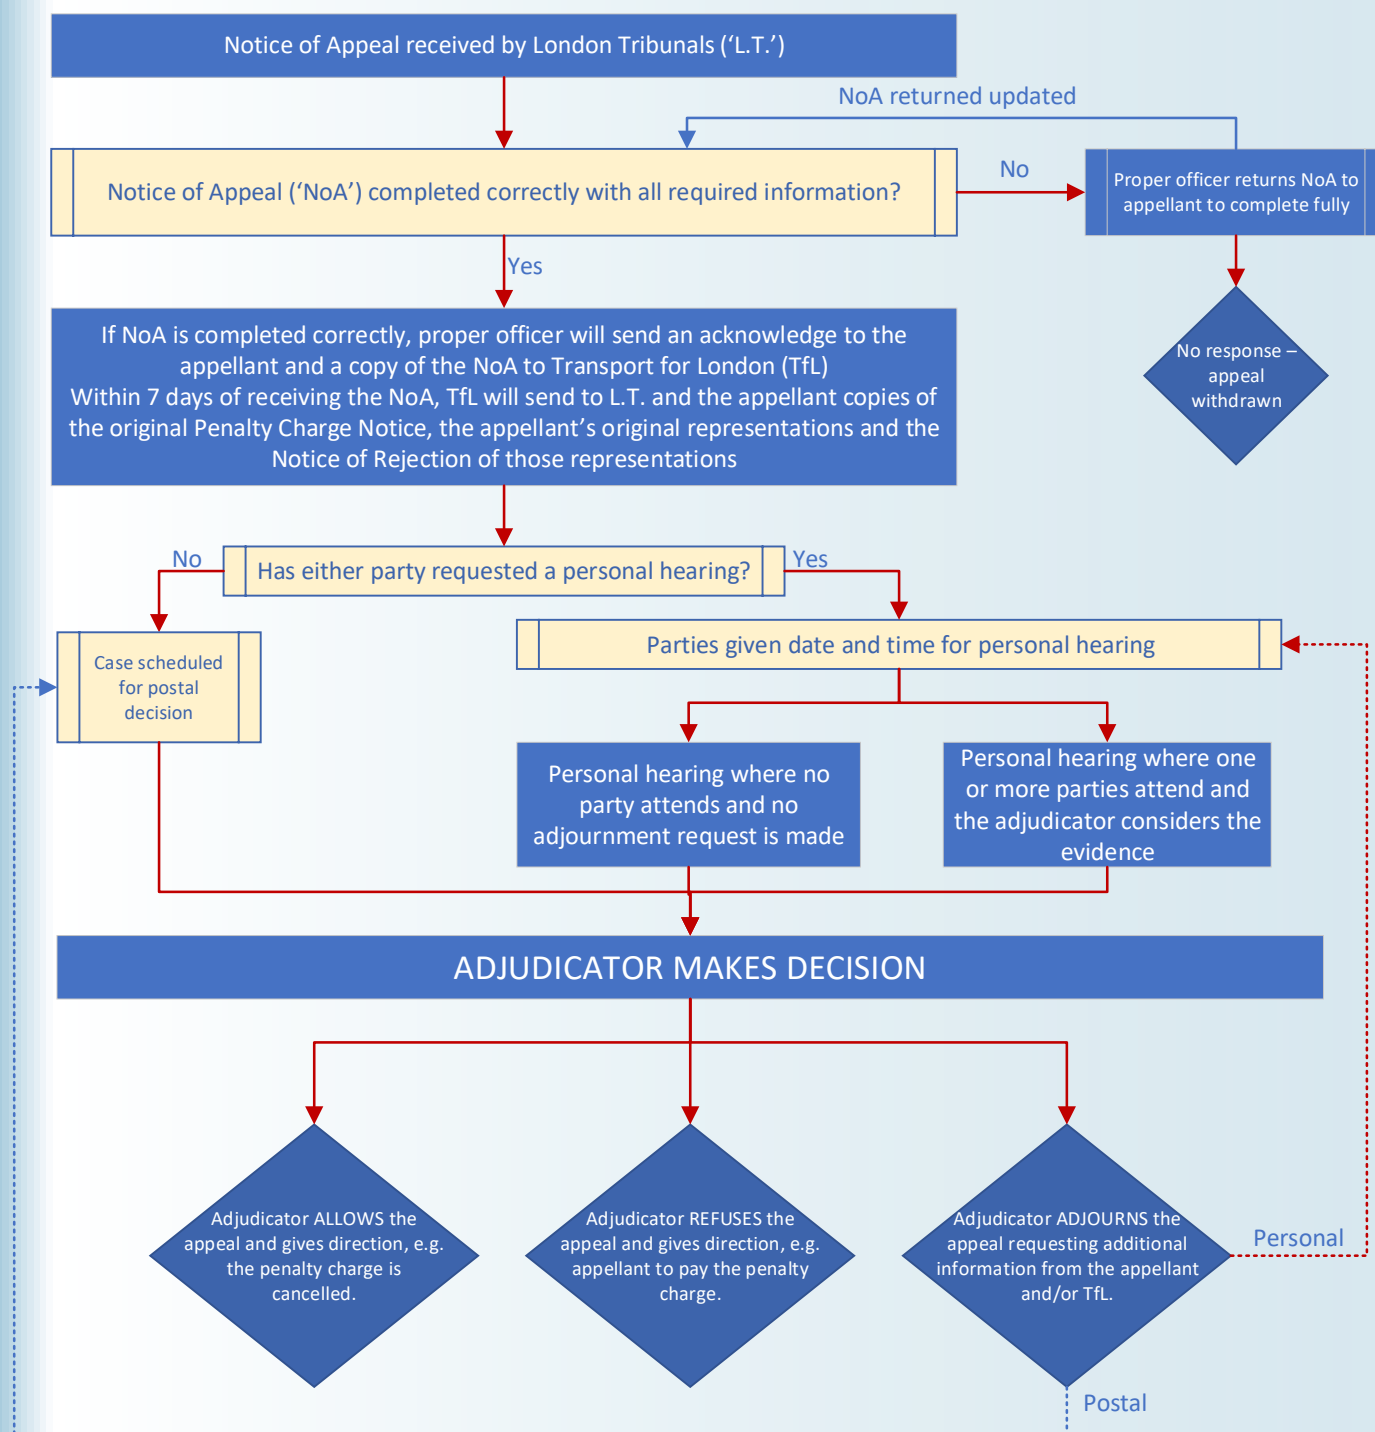 Notice of Appeal received by London Tribunals (‘L.T.’)
NoA returned updated
Notice of Appeal (‘NoA’) completed correctly with all required information?
No
Proper officer returns NoA to
appellant to complete fully
Yes
If NoA is completed correctly, proper officer will send an acknowledge to the
appellant and a copy of the NoA to Transport for London (TfL)
Within 7 days of receiving the NoA, TfL will send to L.T. and the appellant copies of
the original Penalty Charge Notice, the appellant’s original representations and the
Notice of Rejection of those representations
No response –
appeal
withdrawn
No
Has either party requested a personal hearing?
Yes
Case scheduled
for postal
decision
Parties given date and time for personal hearing
Personal hearing where no
party attends and no
adjournment request is made
Personal hearing where one
or more parties attend and
the adjudicator considers the
evidence
ADJUDICATOR MAKES DECISION
Adjudicator ALLOWS the
appeal and gives direction, e.g.
the penalty charge is
cancelled.
Adjudicator REFUSES the
appeal and gives direction, e.g.
appellant to pay the penalty
charge.
Adjudicator ADJOURNS the
appeal requesting additional
information from the appellant
and/or TfL.
Personal
Postal